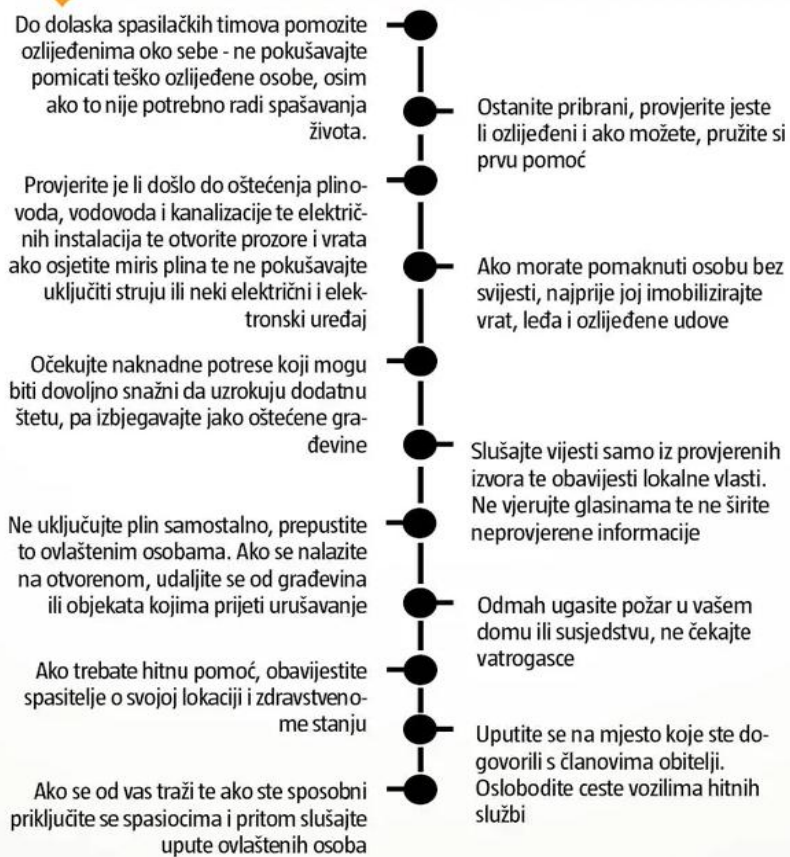 Do dolaska spasilačkih timova pomozite
ozlijeđenima oko sebe - ne pokušavajte
pomicati teško ozlijeđene osobe, osim
ako to nije potrebno radi spašavanja
života.
Ostanite pribrani, provjerite jeste
li ozlijeđeni i ako možete, pružite si
prvu pomoć
Provjerite je li došlo do oštećenja plino-
voda, vodovoda i kanalizacije te električ-
nih instalacija te otvorite prozore i vrata
ako osjetite miris plina te ne pokušavajte
uključiti struju ili neki električni i elek-
tronski uređaj
Ako morate pomaknuti osobu bez
svijesti, najprije joj imobilizirajte
vrat, leđa i ozlijeđene udove
Očekujte naknadne potrese koji mogu
biti dovoljno snažni da uzrokuju dodatnu
štetu, pa izbjegavajte jako oštećene gra-
đevine
Slušajte vijesti samo iz provjerenih
izvora te obavijesti lokalne vlasti.
Ne vjerujte glasinama te ne širite
neprovjerene informacije
Ne uključujte plin samostalno, prepustite
to ovlaštenim osobama. Ako se nalazite
na otvorenom, udaljite se od građevina
ili objekata kojima prijeti urušavanje
Odmah ugasite požar u vašem
domu ili susjedstvu, ne čekajte
vatrogasce
Ako trebate hitnu pomoć, obavijestite
spasitelje o svojoj lokaciji i zdravstveno-
me stanju
Uputite se na mjesto koje ste do-
govorili s članovima obitelji.
Oslobodite ceste vozilima hitnih
službi
Ako se od vas traži te ako ste sposobni
priključite se spasiocima i pritom slušajte
upute ovlaštenih osoba